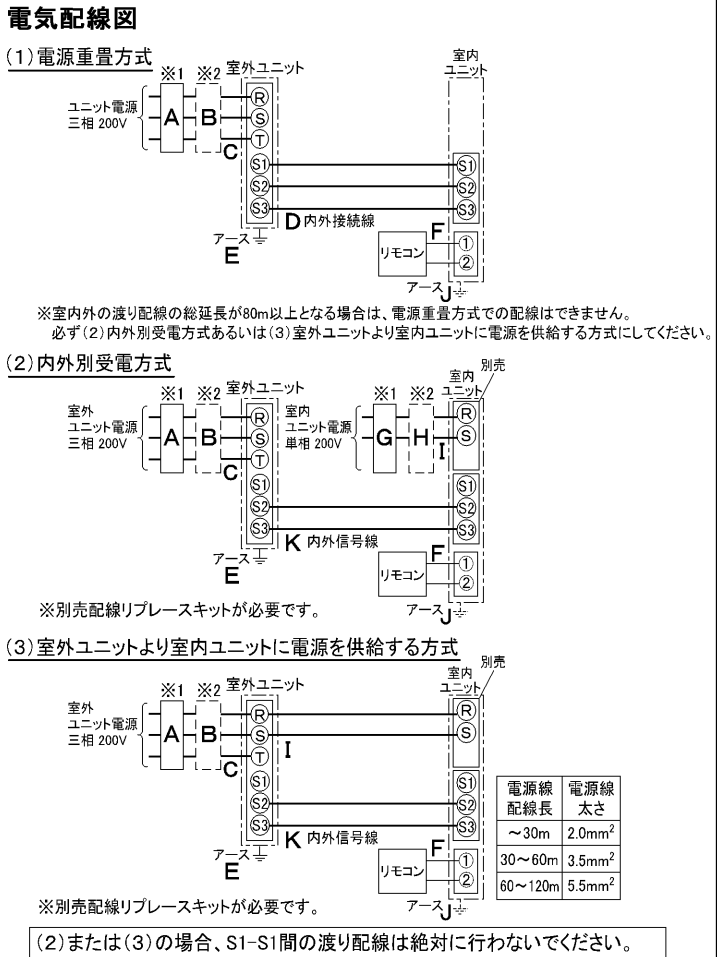 電気配線図
(1)電源重畳方式
※1 ※2 室外ユニット
室内
ユニット
ユニット電源
三相 200V
A B
C
R
S
T
S1
S2
S3
S1
S2
S3
D 内外接続線
F
アース
E
リモコン
①
②
アース J
※室内外の渡り配線の総延長が80m以上となる場合は、電源重畳方式での配線はできません。
必ず(2)内外別受電方式あるいは(3)室外ユニットより室内ユニットに電源を供給する方式にしてください。
(2)内外別受電方式
※1 ※2 室外ユニット
※1 ※2
室内
ユニット
別売
室外
ユニット電源
三相 200V
A B
C
R
S
T
S1
S2
S3
室内
ユニット電源
単相 200V
G H
I
R
S
S1
S2
S3
K 内外信号線
F
アース
E
リモコン
①
②
アース J
※別売配線リプレースキットが必要です。
(3)室外ユニットより室内ユニットに電源を供給する方式
※1 ※2 室外ユニット
室内
ユニット
別売
室外
ユニット電源
三相 200V
A B
C
R
S
T
S1
S2
S3
I
R
S
S1
S2
S3
K 内外信号線
F
アース
E
リモコン
①
②
アース J
電源線配線長 電源線太さ
~30m 2.0mm²
30~60m 3.5mm²
60~120m 5.5mm²
※別売配線リプレースキットが必要です。
(2)または(3)の場合、S1-S1間の渡り配線は絶対に行わないでください。